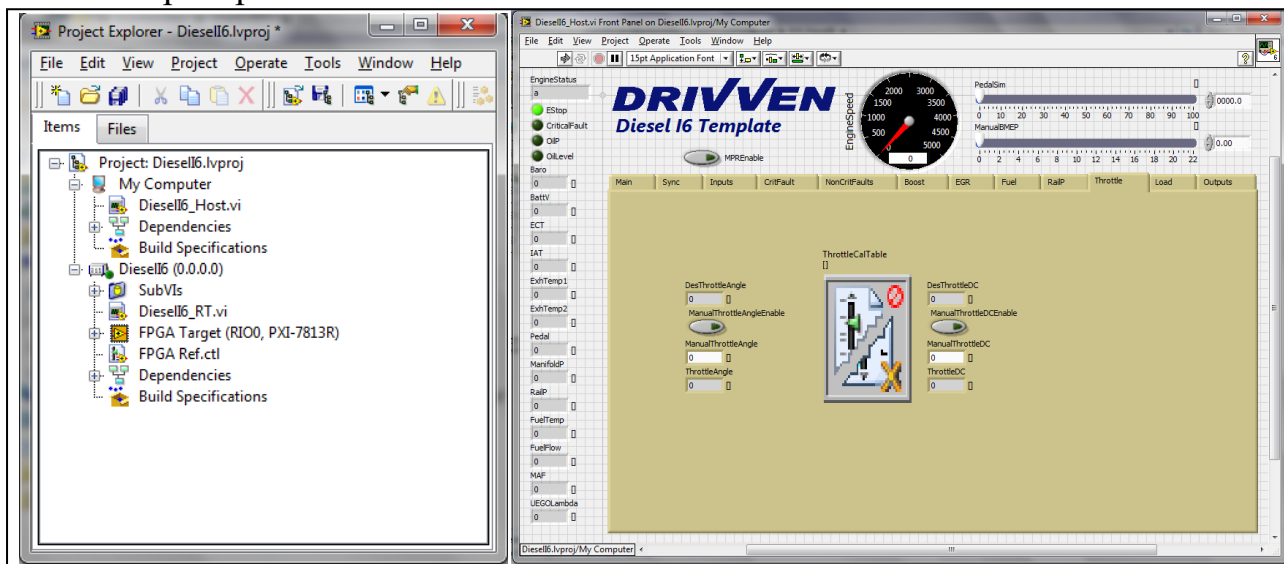 Project Explorer - DieselI6.lvproj *
File Edit View Project Operate Tools Window Help
Items Files
Project: DieselI6.lvproj
My Computer
DieselI6_Host.vi
Dependencies
Build Specifications
DieselI6 (0.0.0.0)
SubVIs
DieselI6_RT.vi
FPGA Target (RIO0, PXI-7813R)
FPGA Ref.ctl
Dependencies
Build Specifications
DieselI6_Host.vi Front Panel on DieselI6.lvproj/My Computer
File Edit View Project Operate Tools Window Help
15pt Application Font
EngineStatus
a
EStop
CriticalFault
OilP
OilLevel
Baro
0 []
BattV
0 []
ECT
0 []
IAT
0 []
ExhTemp1
0 []
ExhTemp2
0 []
Pedal
0 []
ManifoldP
0 []
RailP
0 []
FuelTemp
0 []
FuelFlow
0 []
MAF
0 []
UEGOLambda
0 []
DRIVVEN
Diesel I6 Template
MPREnable
EngineSpeed
0 500 1000 1500 2000 3000 3500 4000 4500 5000
0
PedalSim []
0 10 20 30 40 50 60 70 80 90 100
0000.0
ManualBMEP []
0 2 4 6 8 10 12 14 16 18 20 22
0.00
Main Sync Inputs CritFault NonCritFaults Boost EGR Fuel RailP Throttle Load Outputs
ThrottleCalTable
[]
DesThrottleAngle
0 []
ManualThrottleAngleEnable
ManualThrottleAngle
0 []
ThrottleAngle
0 []
DesThrottleDC
0 []
ManualThrottleDCEnable
ManualThrottleDC
0 []
ThrottleDC
0 []
DieselI6.lvproj/My Computer